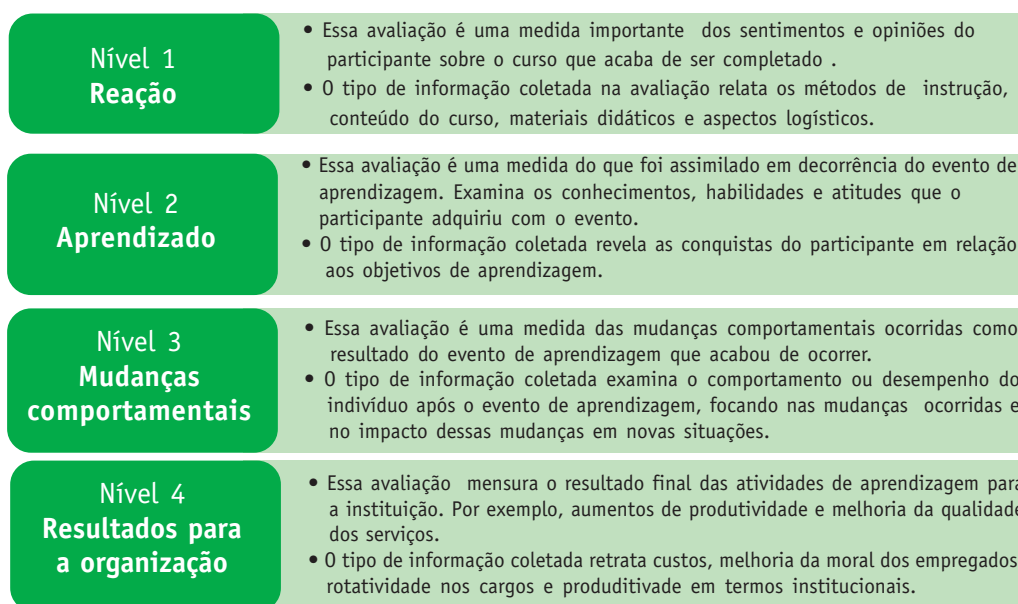 Nível 1
Reação
• Essa avaliação é uma medida importante dos sentimentos e opiniões do
participante sobre o curso que acaba de ser completado .
• O tipo de informação coletada na avaliação relata os métodos de instrução,
conteúdo do curso, materiais didáticos e aspectos logísticos.
Nível 2
Aprendizado
• Essa avaliação é uma medida do que foi assimilado em decorrência do evento de
aprendizagem. Examina os conhecimentos, habilidades e atitudes que o
participante adquiriu com o evento.
• O tipo de informação coletada revela as conquistas do participante em relação
aos objetivos de aprendizagem.
Nível 3
Mudanças
comportamentais
• Essa avaliação é uma medida das mudanças comportamentais ocorridas como
resultado do evento de aprendizagem que acabou de ocorrer.
• O tipo de informação coletada examina o comportamento ou desempenho do
indivíduo após o evento de aprendizagem, focando nas mudanças ocorridas e
no impacto dessas mudanças em novas situações.
Nível 4
Resultados para
a organização
• Essa avaliação mensura o resultado final das atividades de aprendizagem para
a instituição. Por exemplo, aumentos de produtividade e melhoria da qualidade
dos serviços.
• O tipo de informação coletada retrata custos, melhoria da moral dos empregados
rotatividade nos cargos e produditivade em termos institucionais.